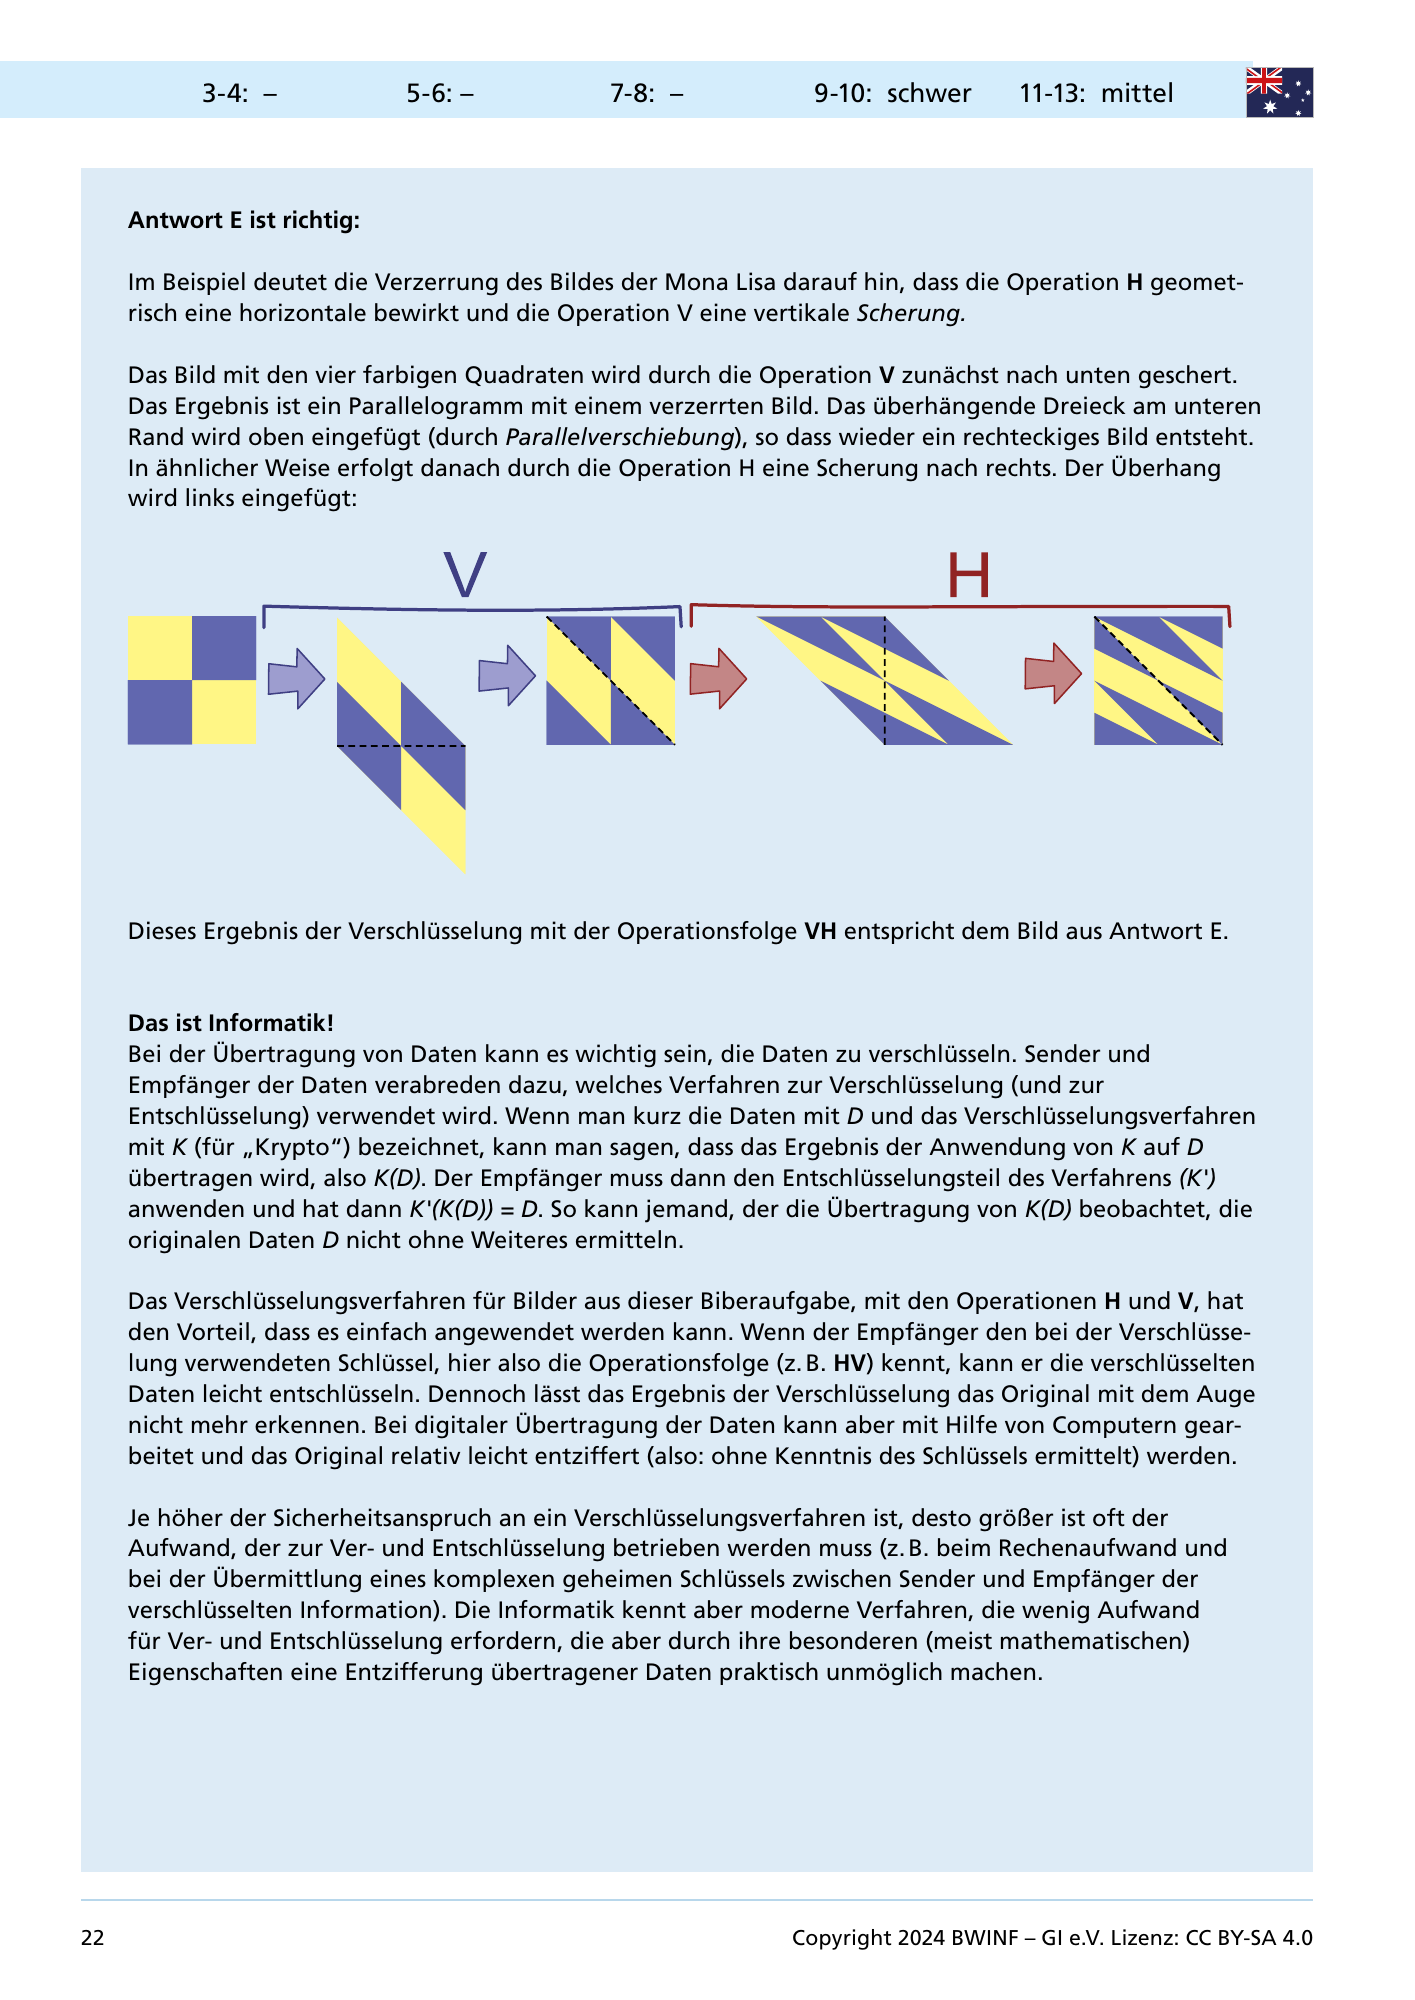 3-4: –   5-6: –   7-8: –   9-10: schwer   11-13: mittel
Antwort E ist richtig:
Im Beispiel deutet die Verzerrung des Bildes der Mona Lisa darauf hin, dass die Operation H geomet-
risch eine horizontale bewirkt und die Operation V eine vertikale Scherung.
Das Bild mit den vier farbigen Quadraten wird durch die Operation V zunächst nach unten geschert.
Das Ergebnis ist ein Parallelogramm mit einem verzerrten Bild. Das überhängende Dreieck am unteren
Rand wird oben eingefügt (durch Parallelverschiebung), so dass wieder ein rechteckiges Bild entsteht.
In ähnlicher Weise erfolgt danach durch die Operation H eine Scherung nach rechts. Der Überhang
wird links eingefügt:
V H
Dieses Ergebnis der Verschlüsselung mit der Operationsfolge VH entspricht dem Bild aus Antwort E.
Das ist Informatik!
Bei der Übertragung von Daten kann es wichtig sein, die Daten zu verschlüsseln. Sender und
Empfänger der Daten verabreden dazu, welches Verfahren zur Verschlüsselung (und zur
Entschlüsselung) verwendet wird. Wenn man kurz die Daten mit D und das Verschlüsselungsverfahren
mit K (für „Krypto“) bezeichnet, kann man sagen, dass das Ergebnis der Anwendung von K auf D
übertragen wird, also K(D). Der Empfänger muss dann den Entschlüsselungsteil des Verfahrens (K')
anwenden und hat dann K'(K(D)) = D. So kann jemand, der die Übertragung von K(D) beobachtet, die
originalen Daten D nicht ohne Weiteres ermitteln.
Das Verschlüsselungsverfahren für Bilder aus dieser Biberaufgabe, mit den Operationen H und V, hat
den Vorteil, dass es einfach angewendet werden kann. Wenn der Empfänger den bei der Verschlüsse-
lung verwendeten Schlüssel, hier also die Operationsfolge (z. B. HV) kennt, kann er die verschlüsselten
Daten leicht entschlüsseln. Dennoch lässt das Ergebnis der Verschlüsselung das Original mit dem Auge
nicht mehr erkennen. Bei digitaler Übertragung der Daten kann aber mit Hilfe von Computern gear-
beitet und das Original relativ leicht entziffert (also: ohne Kenntnis des Schlüssels ermittelt) werden.
Je höher der Sicherheitsanspruch an ein Verschlüsselungsverfahren ist, desto größer ist oft der
Aufwand, der zur Ver- und Entschlüsselung betrieben werden muss (z. B. beim Rechenaufwand und
bei der Übermittlung eines komplexen geheimen Schlüssels zwischen Sender und Empfänger der
verschlüsselten Information). Die Informatik kennt aber moderne Verfahren, die wenig Aufwand
für Ver- und Entschlüsselung erfordern, die aber durch ihre besonderen (meist mathematischen)
Eigenschaften eine Entzifferung übertragener Daten praktisch unmöglich machen.
22 Copyright 2024 BWINF – GI e.V. Lizenz: CC BY-SA 4.0